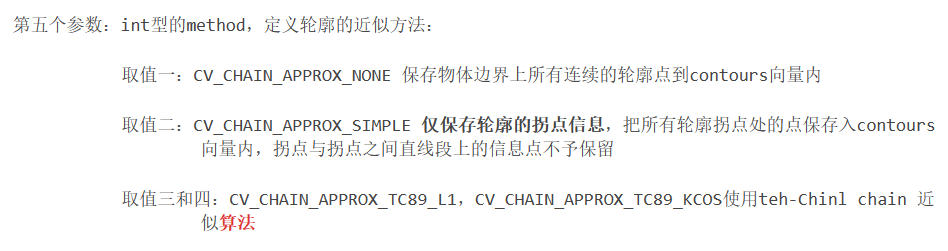 第五个参数：int型的method，定义轮廓的近似方法：
取值一：CV_CHAIN_APPROX_NONE 保存物体边界上所有连续的轮廓点到contours向量内
取值二：CV_CHAIN_APPROX_SIMPLE 仅保存轮廓的拐点信息，把所有轮廓拐点处的点保存入contours
向量内，拐点与拐点之间直线段上的信息点不予保留
取值三和四：CV_CHAIN_APPROX_TC89_L1，CV_CHAIN_APPROX_TC89_KCOS使用teh-Chinl chain 近
似算法